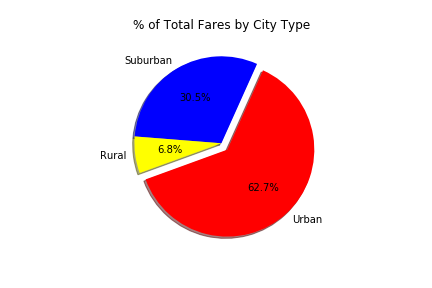 % of Total Fares by City Type
Suburban
30.5%
Rural
6.8%
62.7%
Urban